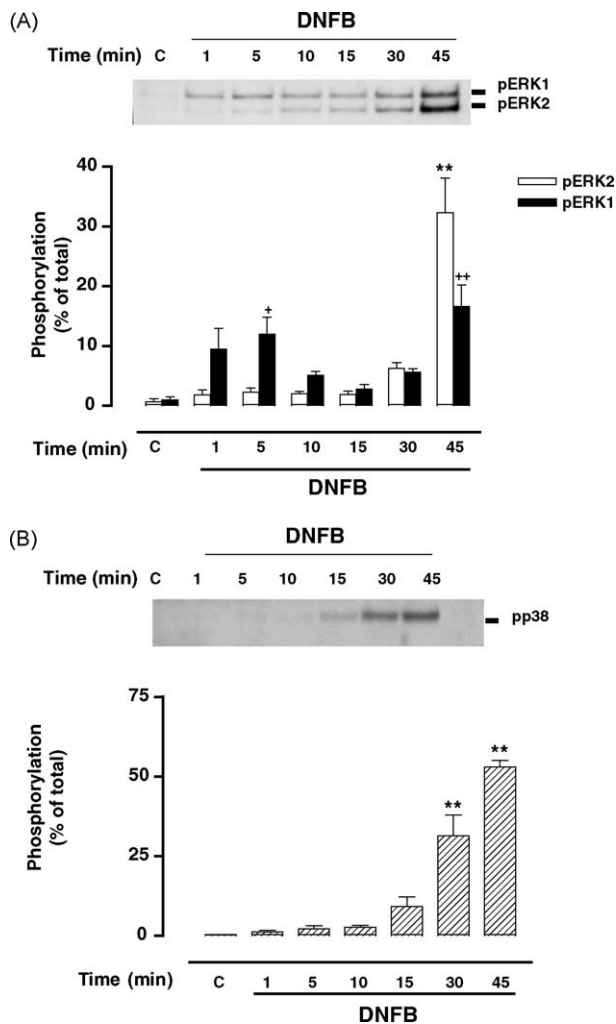 (A)
DNFB
Time (min) C 1 5 10 15 30 45
pERK1
pERK2
40
30
20
10
0
Phosphorylation
(% of total)
**
++
+
pERK2
pERK1
Time (min) C 1 5 10 15 30 45
DNFB
(B)
DNFB
Time (min) C 1 5 10 15 30 45
pp38
75
50
25
0
Phosphorylation
(% of total)
**
**
Time (min) C 1 5 10 15 30 45
DNFB